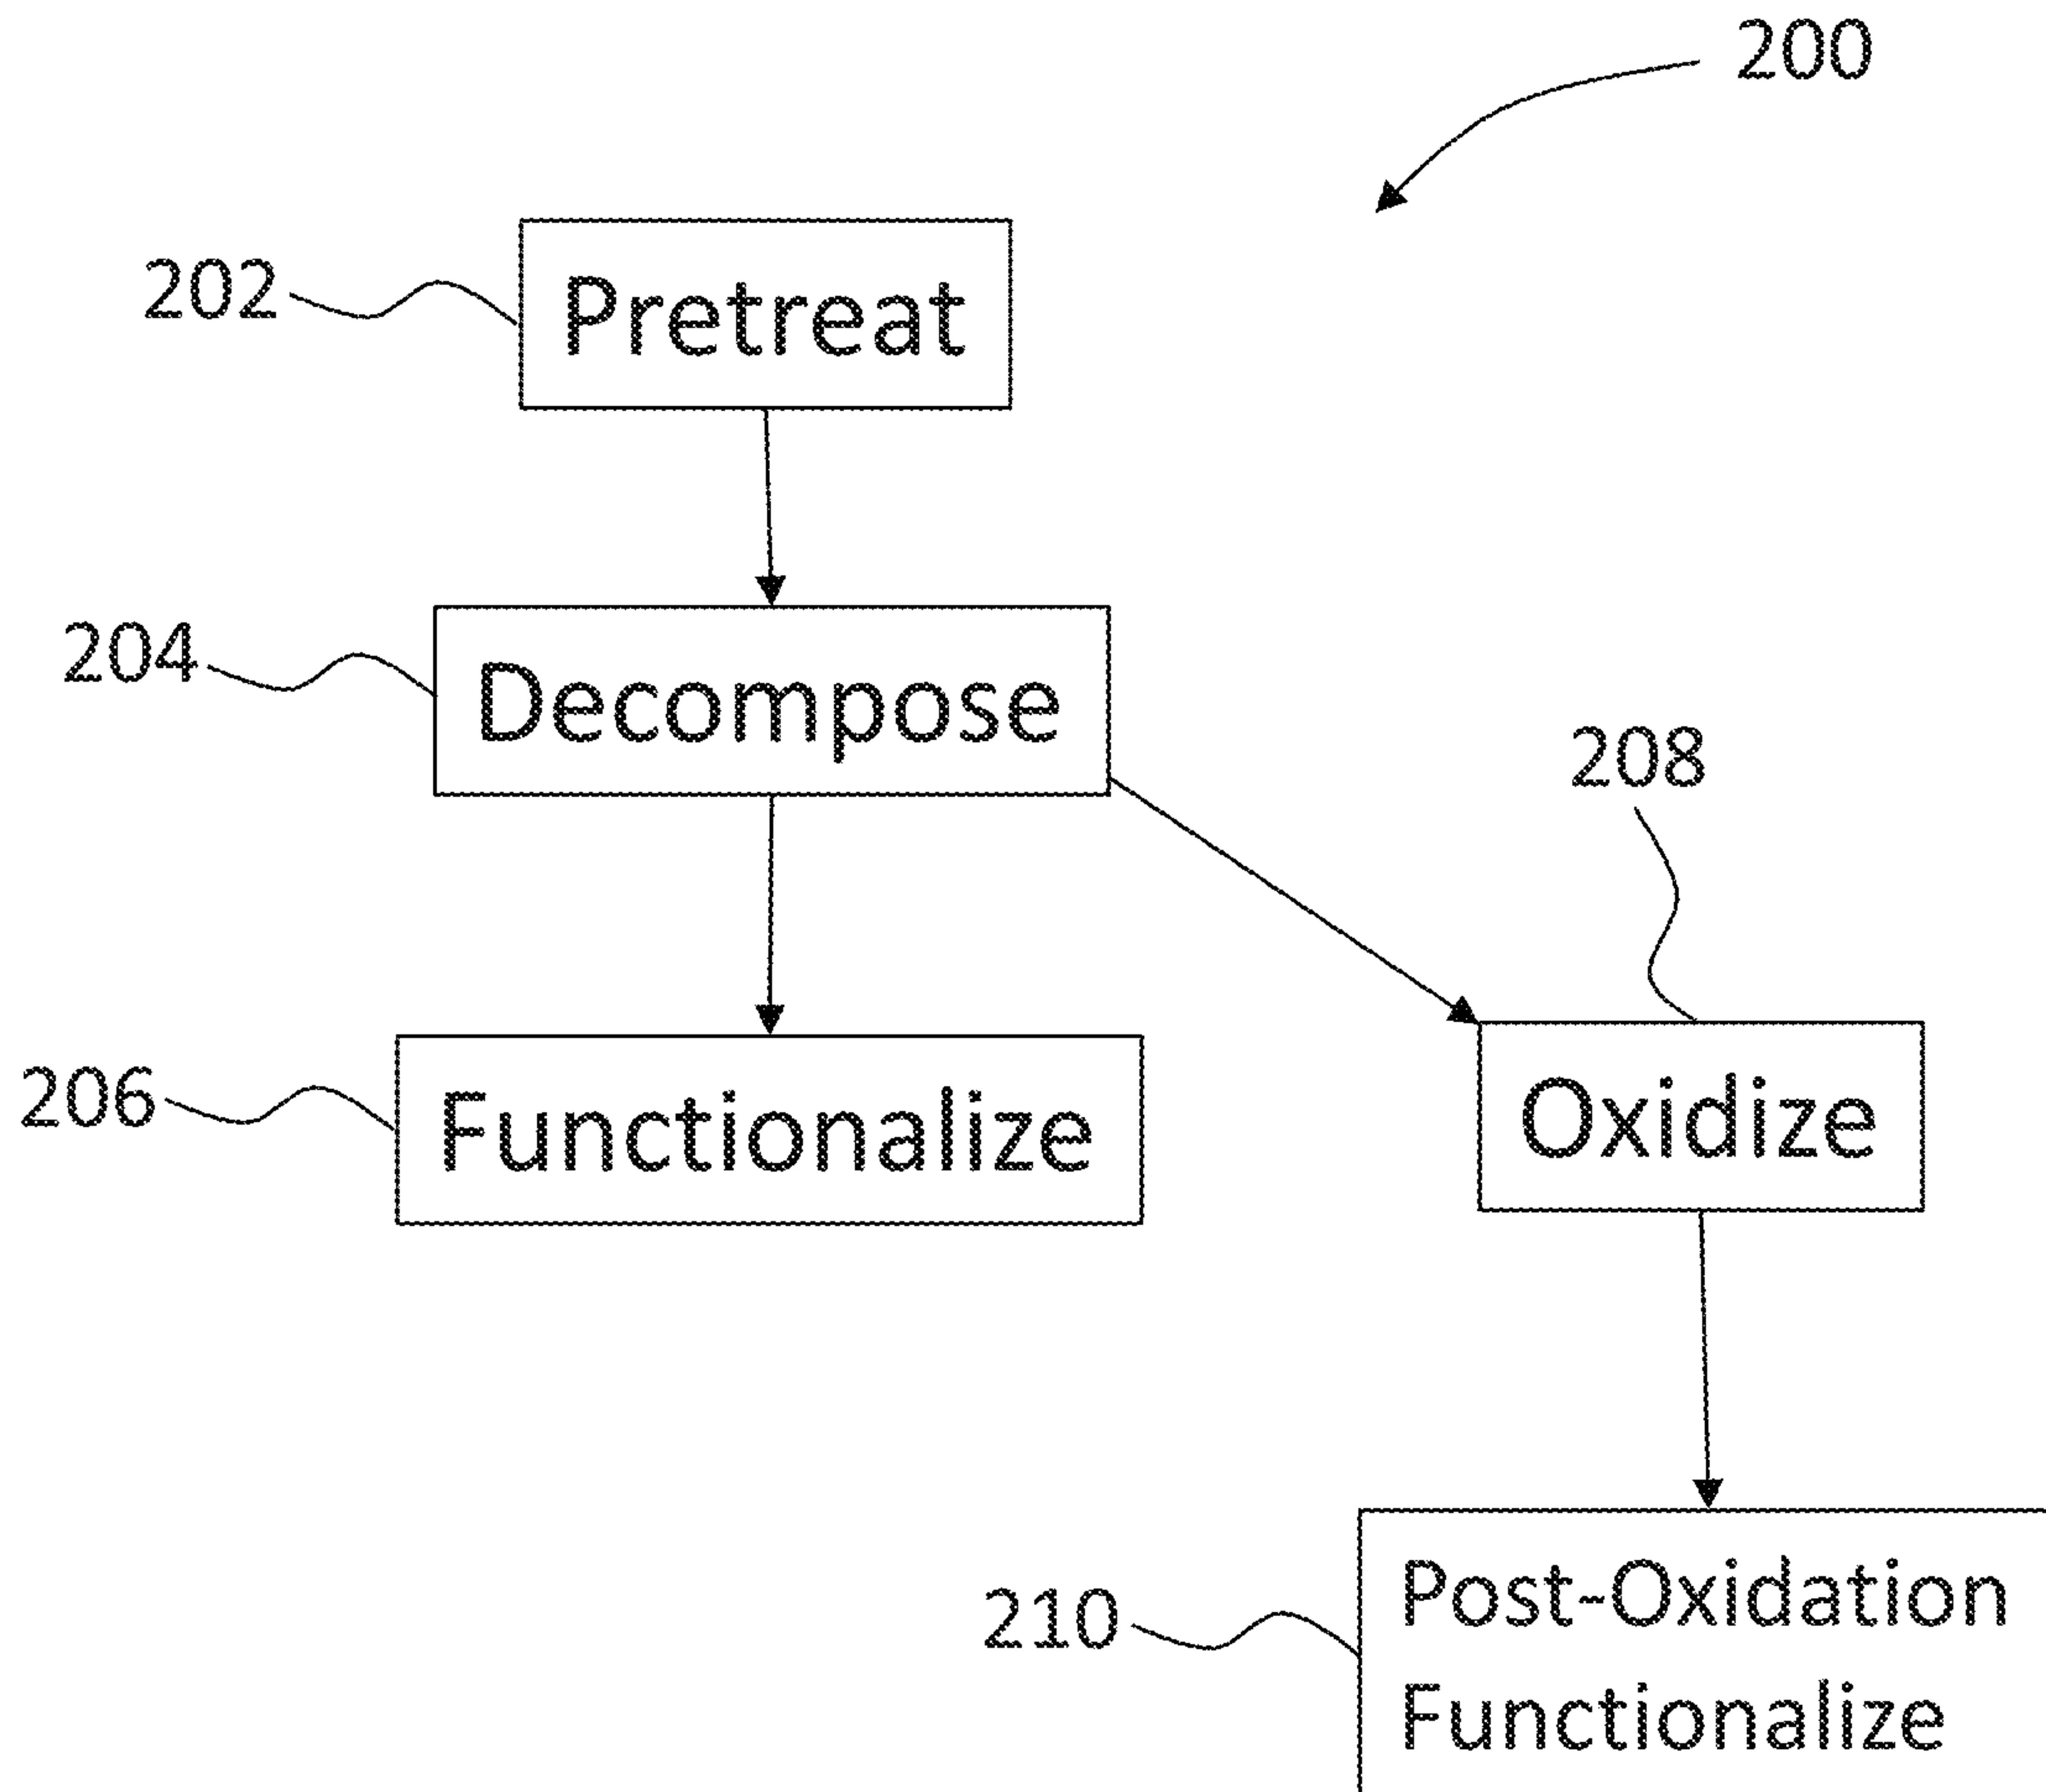 200
202
Pretreat
204
Decompose
208
206
Functionalize
Oxidize
210
Post-Oxidation
Functionalize